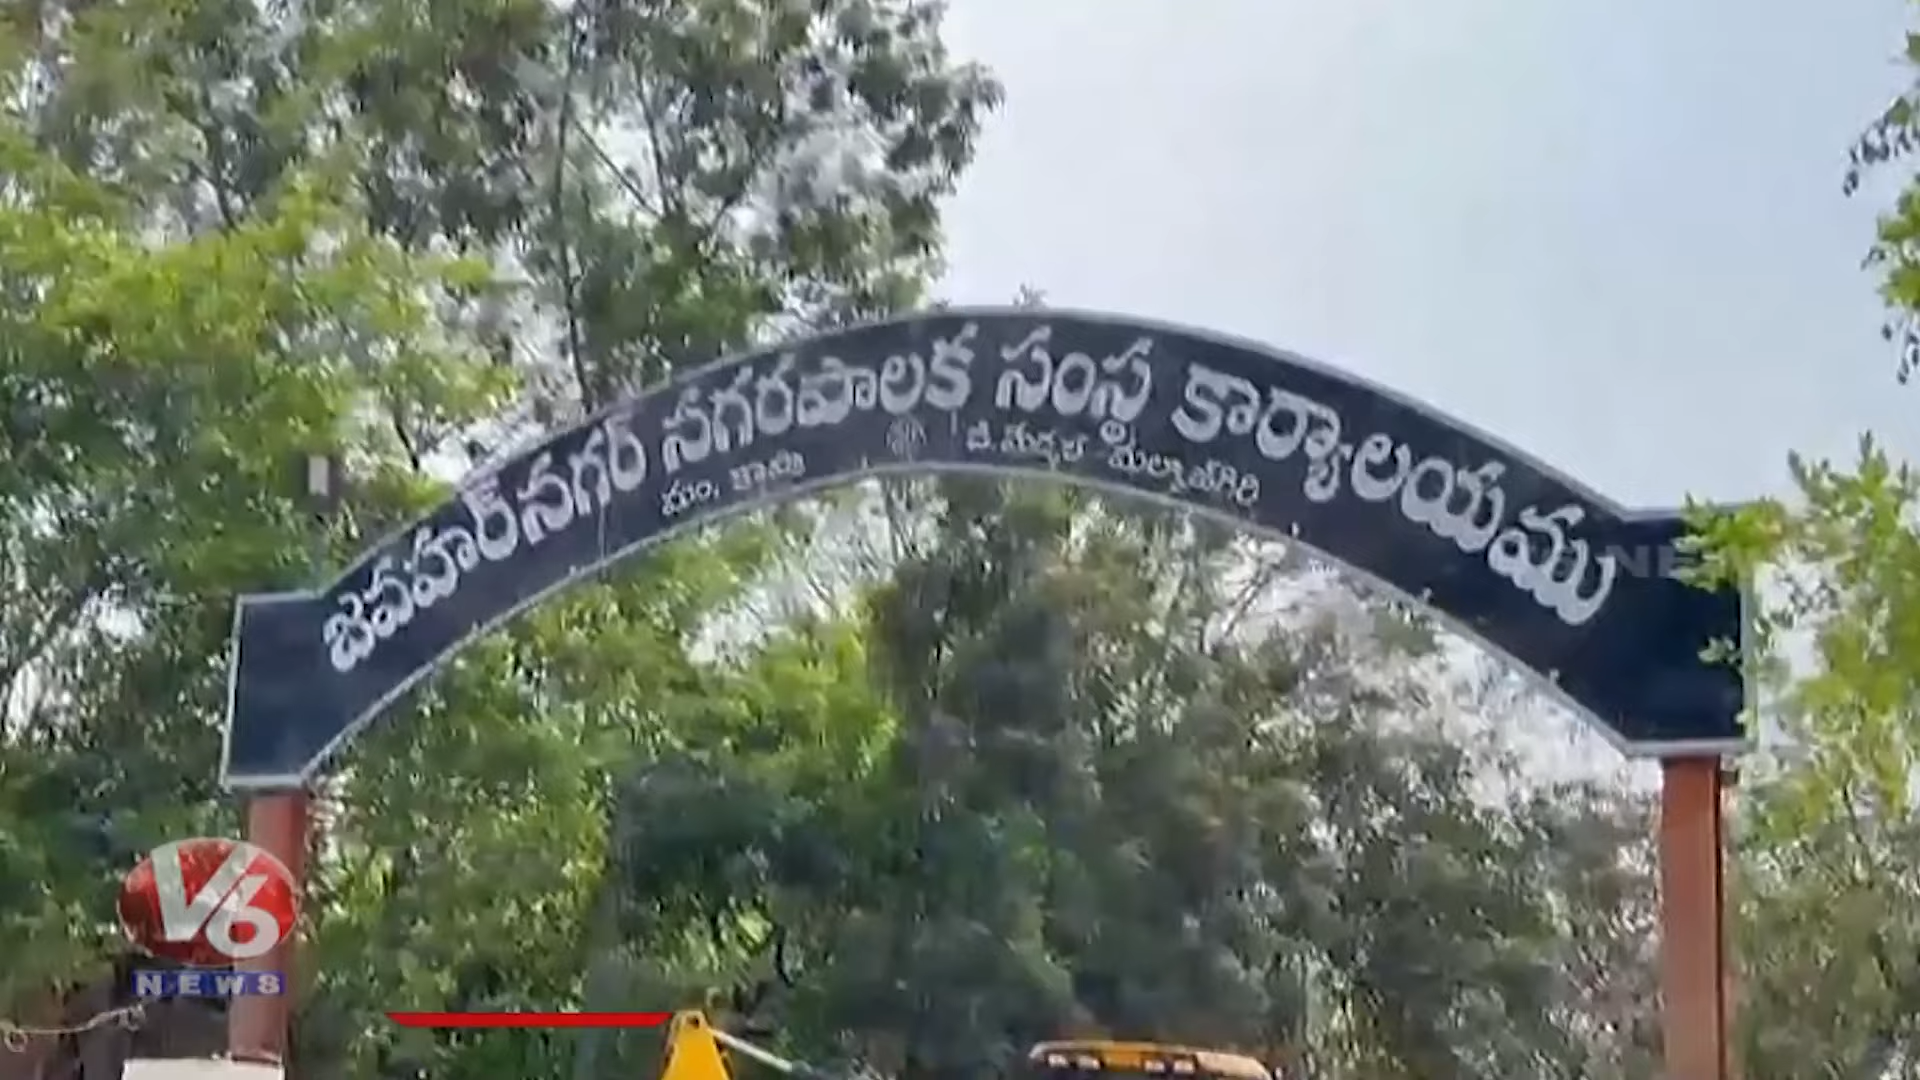 జవహర్‌నగర్ నగరపాలక సంస్థ కార్యాలయము
మం. కాప్రా జి. మేడ్చల్ మల్కాజిగిరి
V6
NEWS